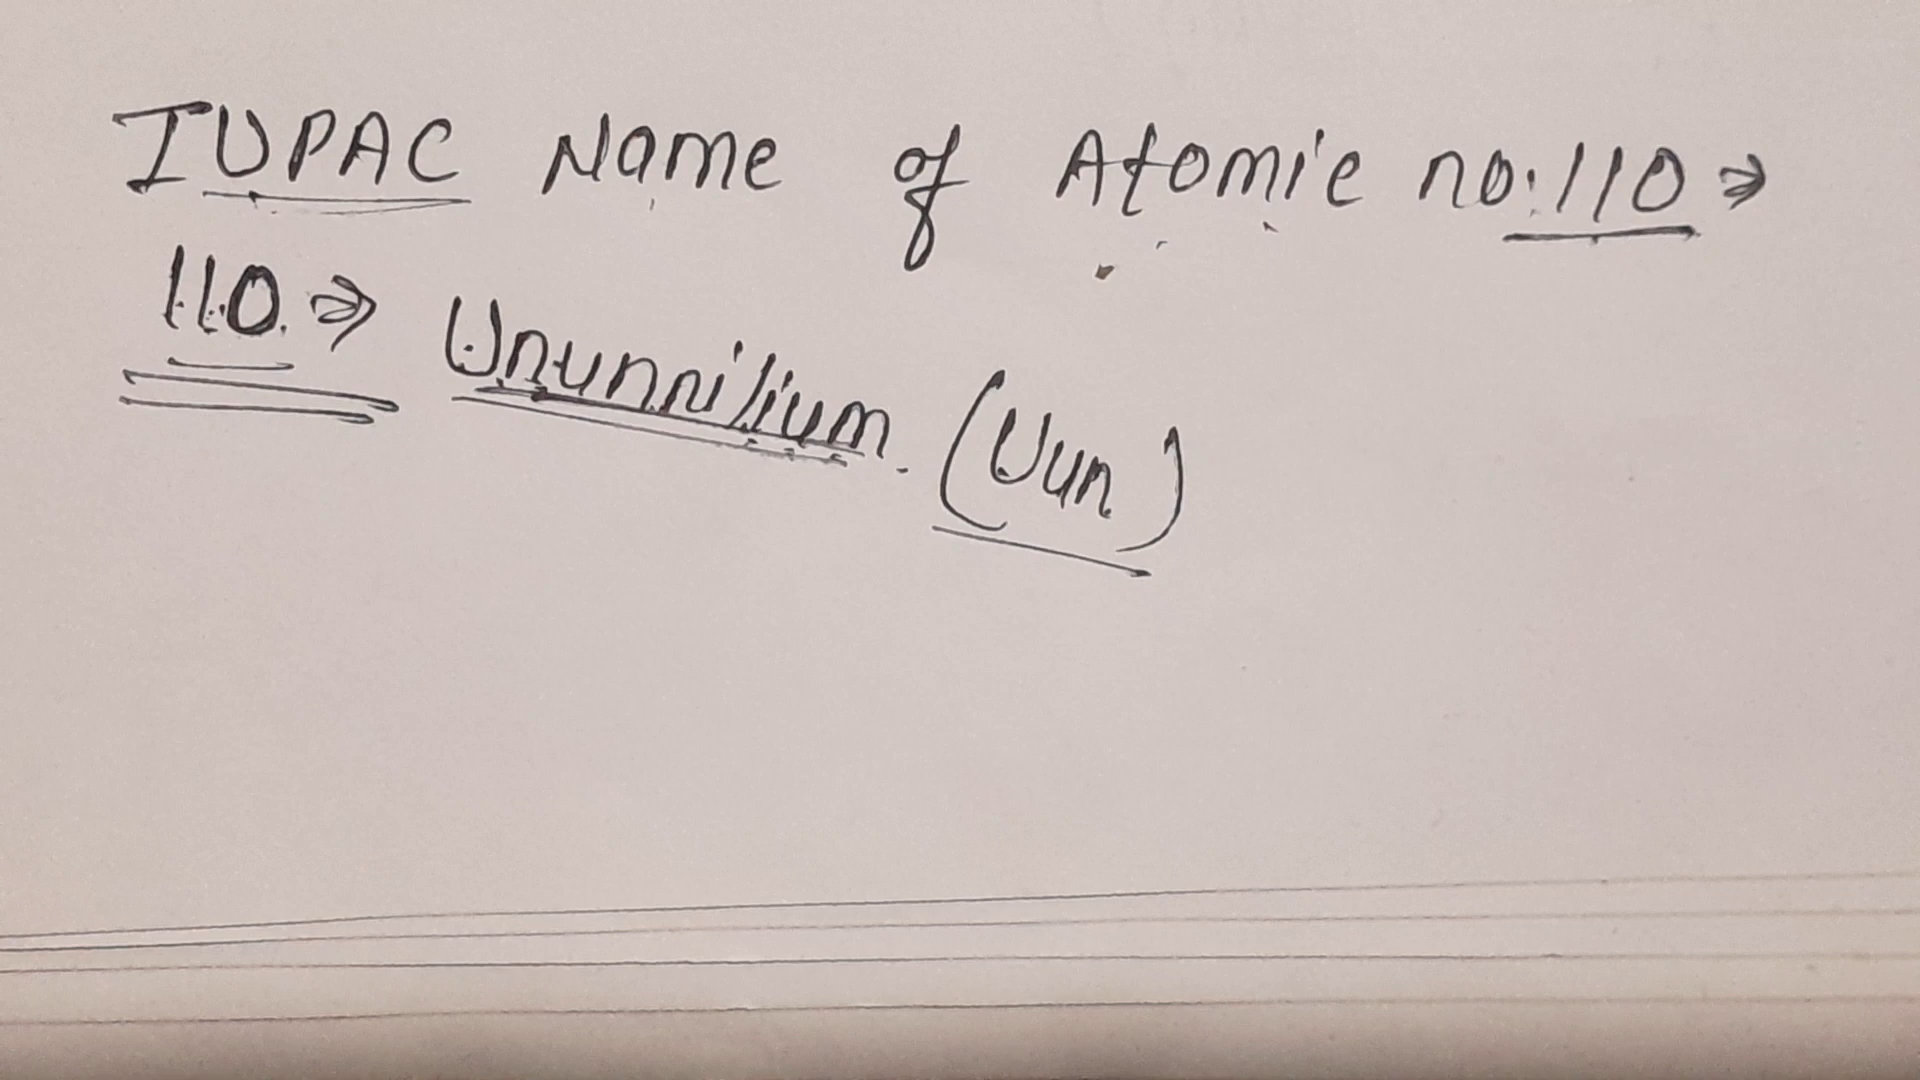 IUPAC Name of Atomic no:110 ⇒
110. ⇒ Ununnilium. (Uun)